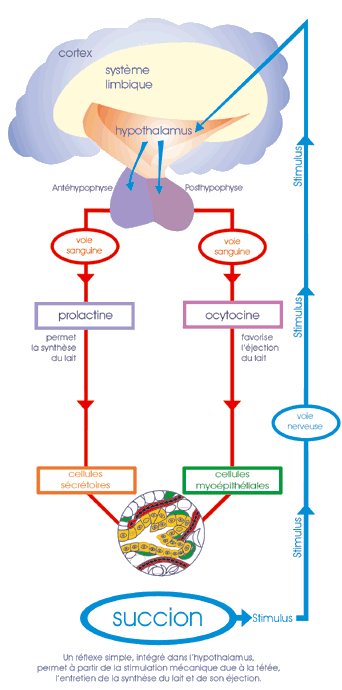 cortex
système
limbique
hypothalamus
Antéhypophyse
Posthypophyse
voie
sanguine
voie
sanguine
Stimulus
prolactine
ocytocine
permet
la synthèse
du lait
favorise
l'éjection
du lait
Stimulus
voie
nerveuse
cellules
sécrétoires
cellules
myoépithéliales
Stimulus
succion
Stimulus
Un réflexe simple, intégré dans l'hypothalamus,
permet à partir de la stimulation mécanique due à la tétée,
l'entretien de la synthèse du lait et de son éjection.